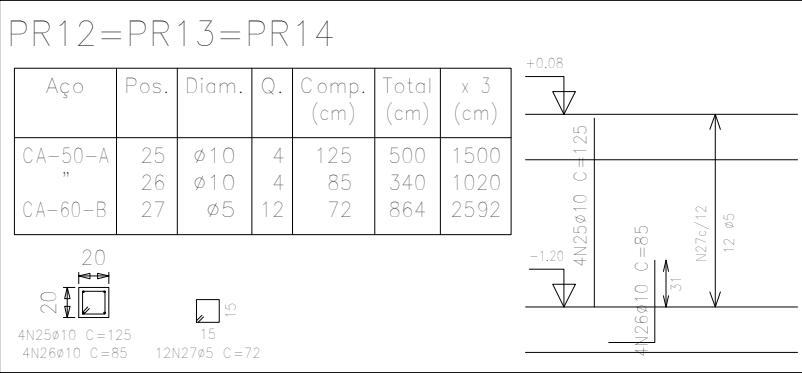 PR12=PR13=PR14
Aço Pos. Diam. Q. Comp. (cm) Total (cm) x 3 (cm)
CA-50-A 25 ø10 4 125 500 1500
" 26 ø10 4 85 340 1020
CA-60-B 27 ø5 12 72 864 2592
20
20
4N25ø10 C=125
4N26ø10 C=85
15
15
12N27ø5 C=72
+0.08
-1.20
4N25ø10 C=125
4N26ø10 C=85
31
N27c/12
12 ø5